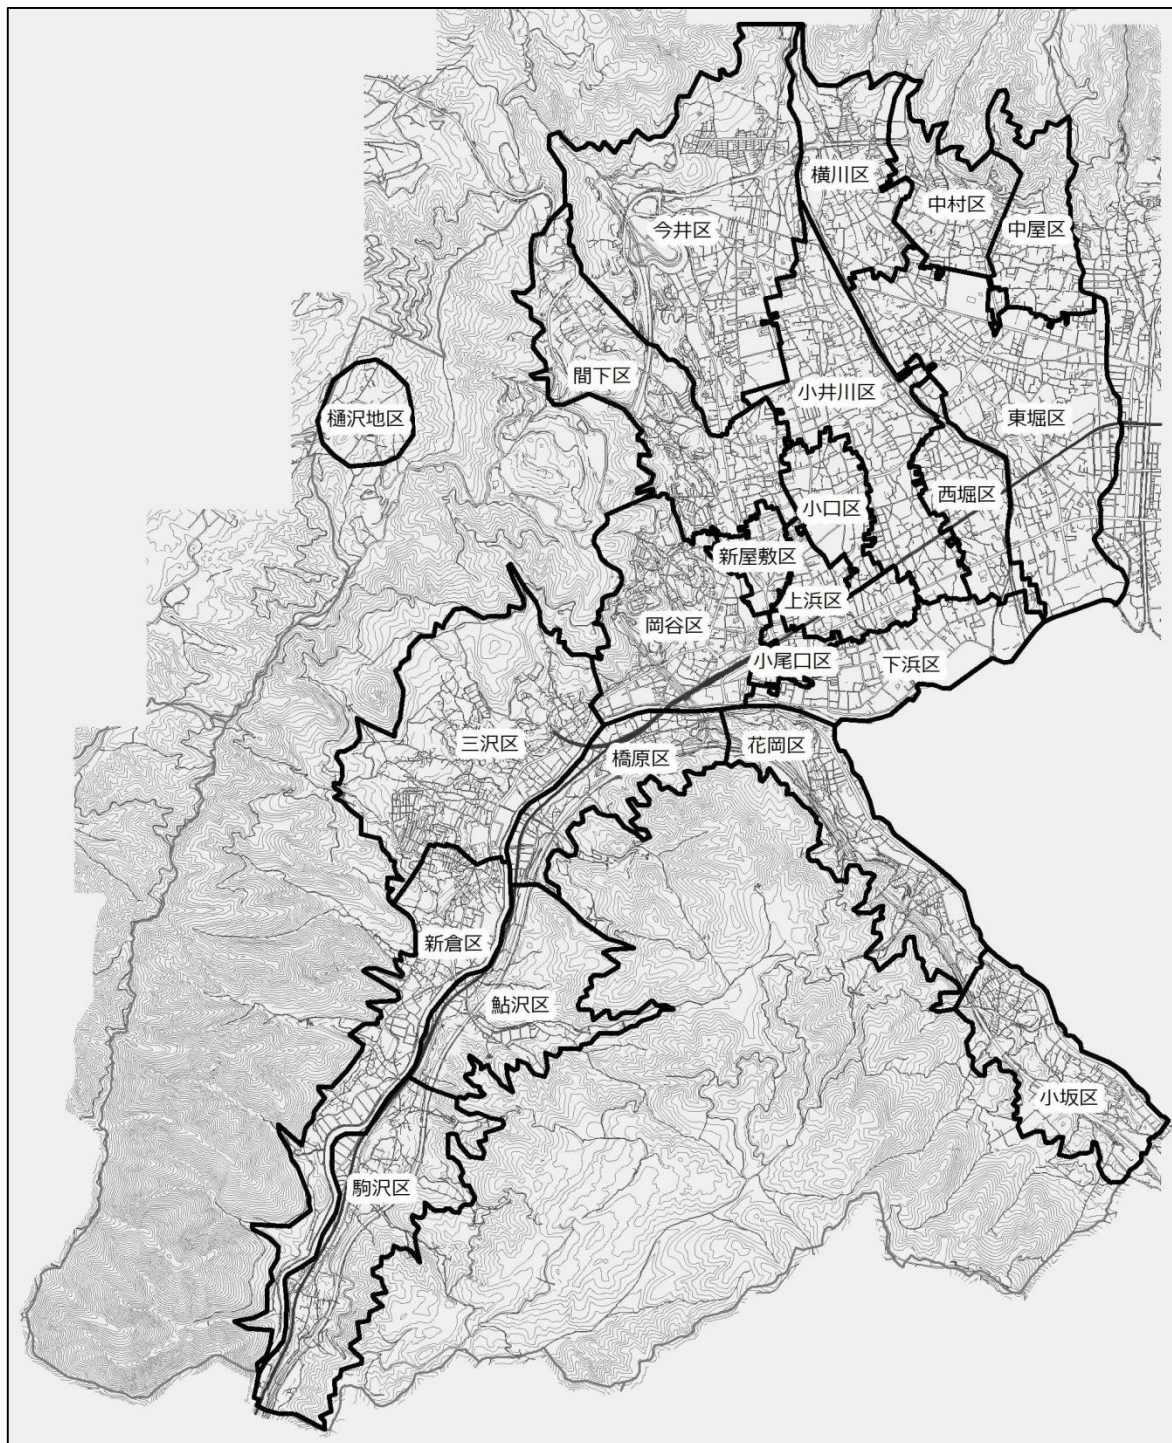 横川区
中村区
今井区
中屋区
間下区
小井川区
樋沢地区
東堀区
西堀区
小口区
新屋敷区
上浜区
岡谷区
小尾口区
下浜区
三沢区
花岡区
橋原区
新倉区
鮎沢区
小坂区
駒沢区